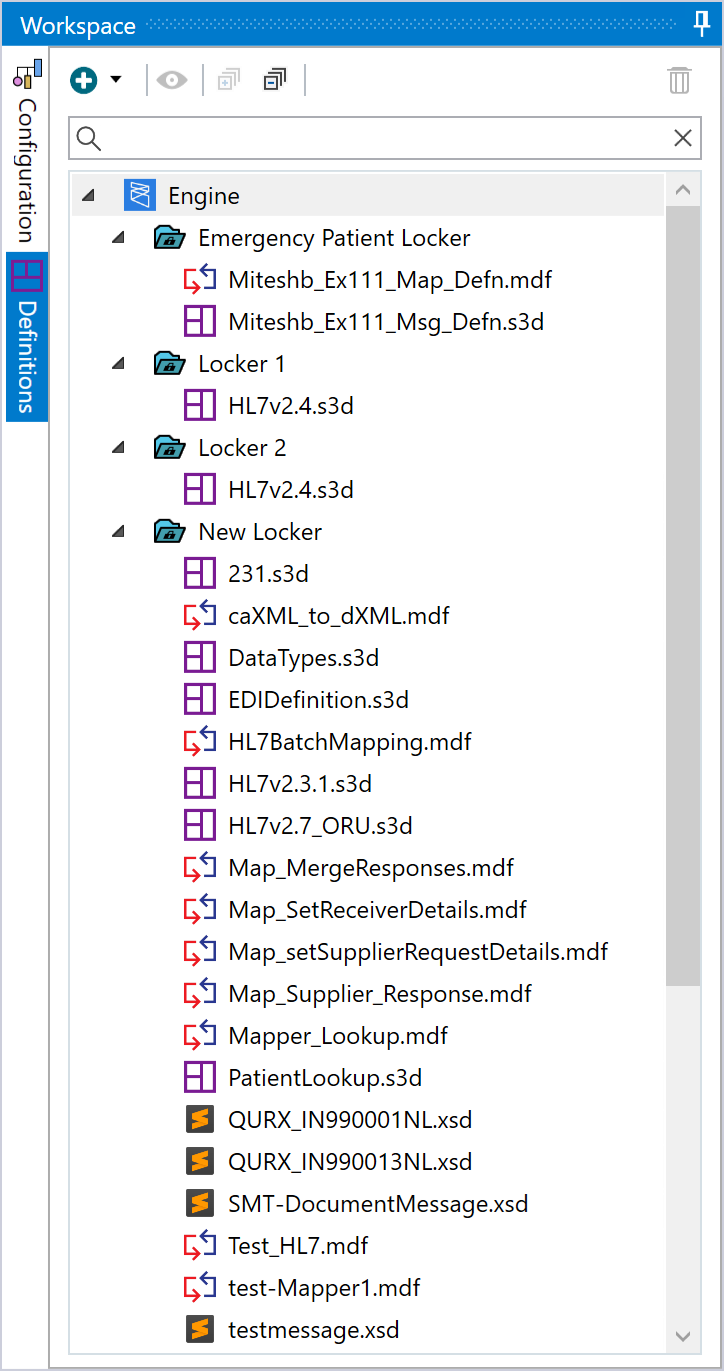 Workspace
Configuration
Definitions
Engine
Emergency Patient Locker
Miteshb_Ex111_Map_Defn.mdf
Miteshb_Ex111_Msg_Defn.s3d
Locker 1
HL7v2.4.s3d
Locker 2
HL7v2.4.s3d
New Locker
231.s3d
caXML_to_dXML.mdf
DataTypes.s3d
EDIDefinition.s3d
HL7BatchMapping.mdf
HL7v2.3.1.s3d
HL7v2.7_ORU.s3d
Map_MergeResponses.mdf
Map_SetReceiverDetails.mdf
Map_setSupplierRequestDetails.mdf
Map_Supplier_Response.mdf
Mapper_Lookup.mdf
PatientLookup.s3d
QURX_IN990001NL.xsd
QURX_IN990013NL.xsd
SMT-DocumentMessage.xsd
Test_HL7.mdf
test-Mapper1.mdf
testmessage.xsd